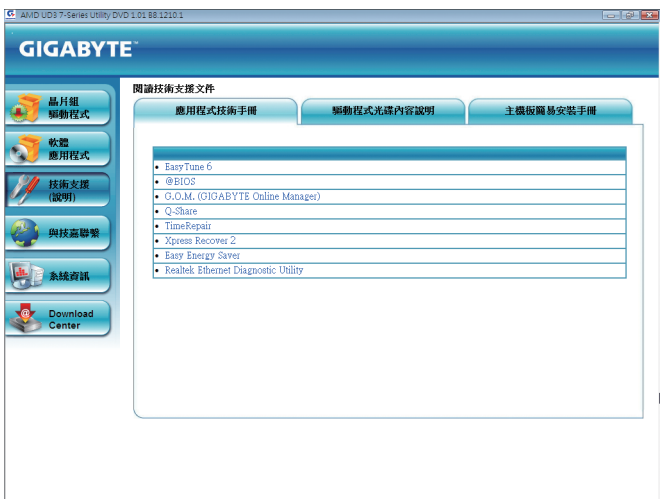 AMD UD3 7-Series Utility DVD 1.01 B8.1210.1
GIGABYTE™
閱讀技術支援文件
晶片組
驅動程式
軟體
應用程式
技術支援
(說明)
與技嘉聯繫
系統資訊
Download
Center
應用程式技術手冊
驅動程式光碟內容說明
主機板簡易安裝手冊
• EasyTune 6
• @BIOS
• G.O.M. (GIGABYTE Online Manager)
• Q-Share
• TimeRepair
• Xpress Recover 2
• Easy Energy Saver
• Realtek Ethernet Diagnostic Utility